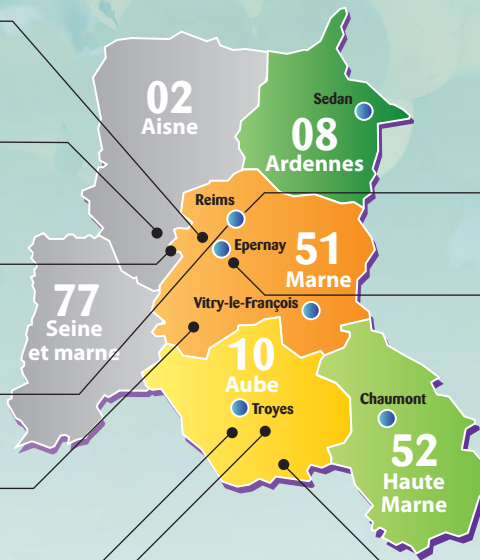 02
Aisne
Sedan
08
Ardennes
Reims
Epernay
51
Marne
77
Seine
et marne
Vitry-le-François
10
Aube
Troyes
Chaumont
52
Haute
Marne